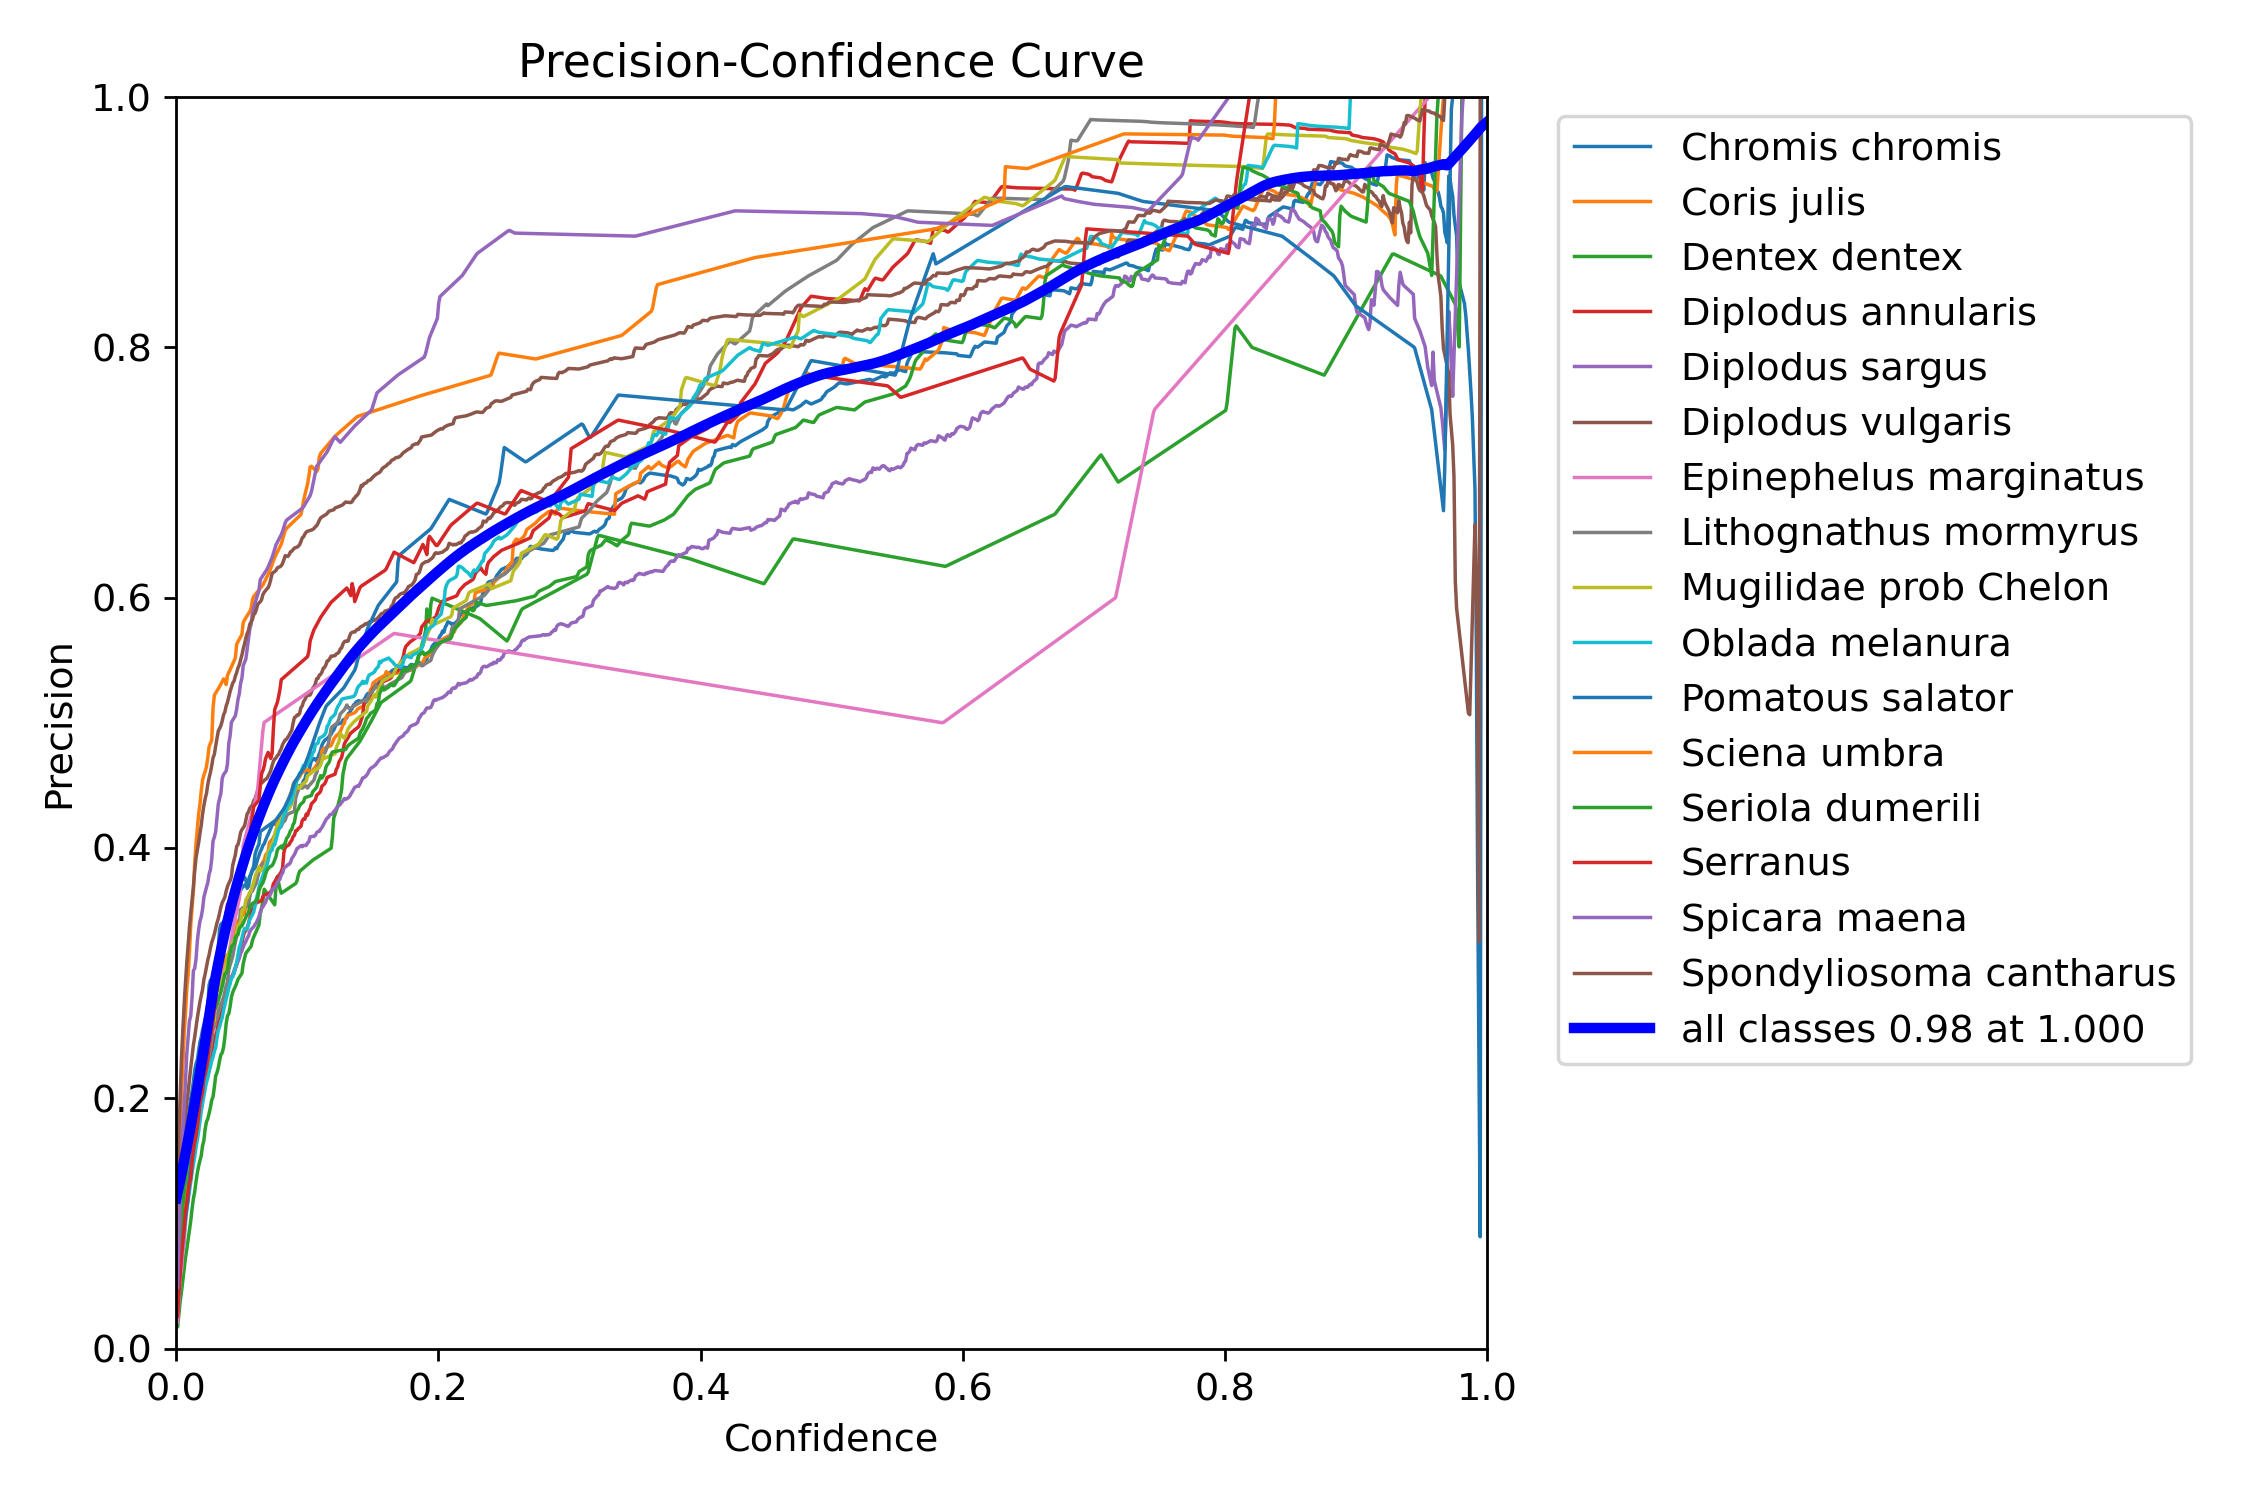 Precision-Confidence Curve
1.0
0.8
0.6
0.4
0.2
0.0
Precision
0.0 0.2 0.4 0.6 0.8 1.0
Confidence
Chromis chromis
Coris julis
Dentex dentex
Diplodus annularis
Diplodus sargus
Diplodus vulgaris
Epinephelus marginatus
Lithognathus mormyrus
Mugilidae prob Chelon
Oblada melanura
Pomatous salator
Sciena umbra
Seriola dumerili
Serranus
Spicara maena
Spondyliosoma cantharus
all classes 0.98 at 1.000